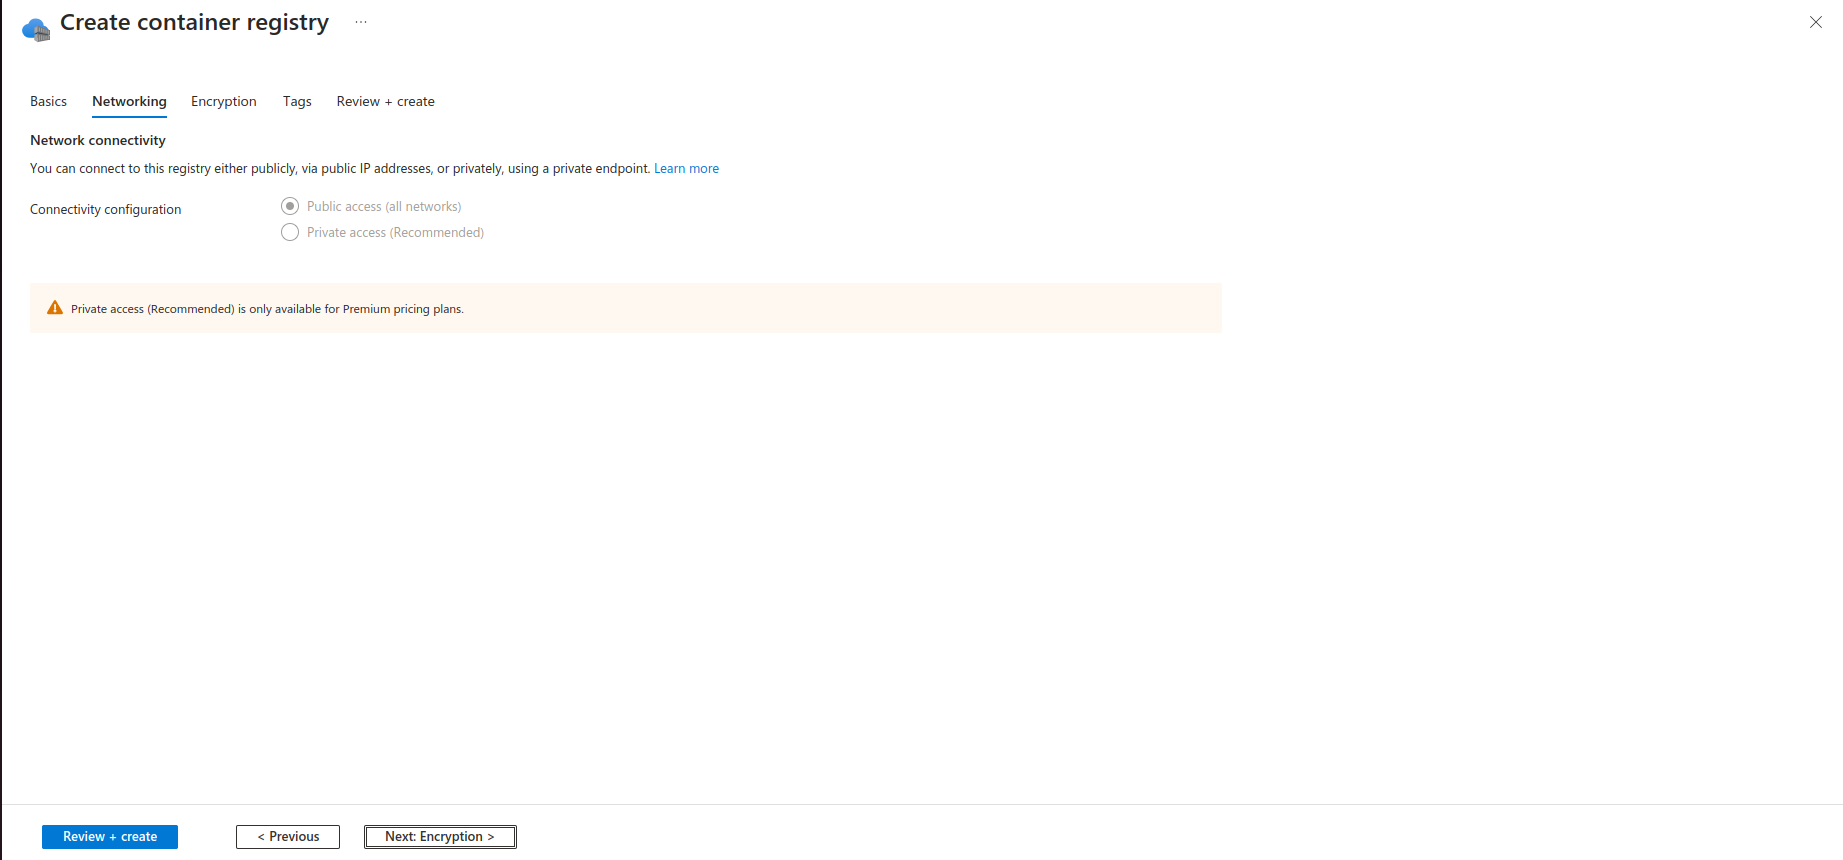 Create container registry ...
Basics Networking Encryption Tags Review + create
Network connectivity
You can connect to this registry either publicly, via public IP addresses, or privately, using a private endpoint. Learn more
Connectivity configuration
Public access (all networks)
Private access (Recommended)
Private access (Recommended) is only available for Premium pricing plans.
Review + create < Previous Next: Encryption >